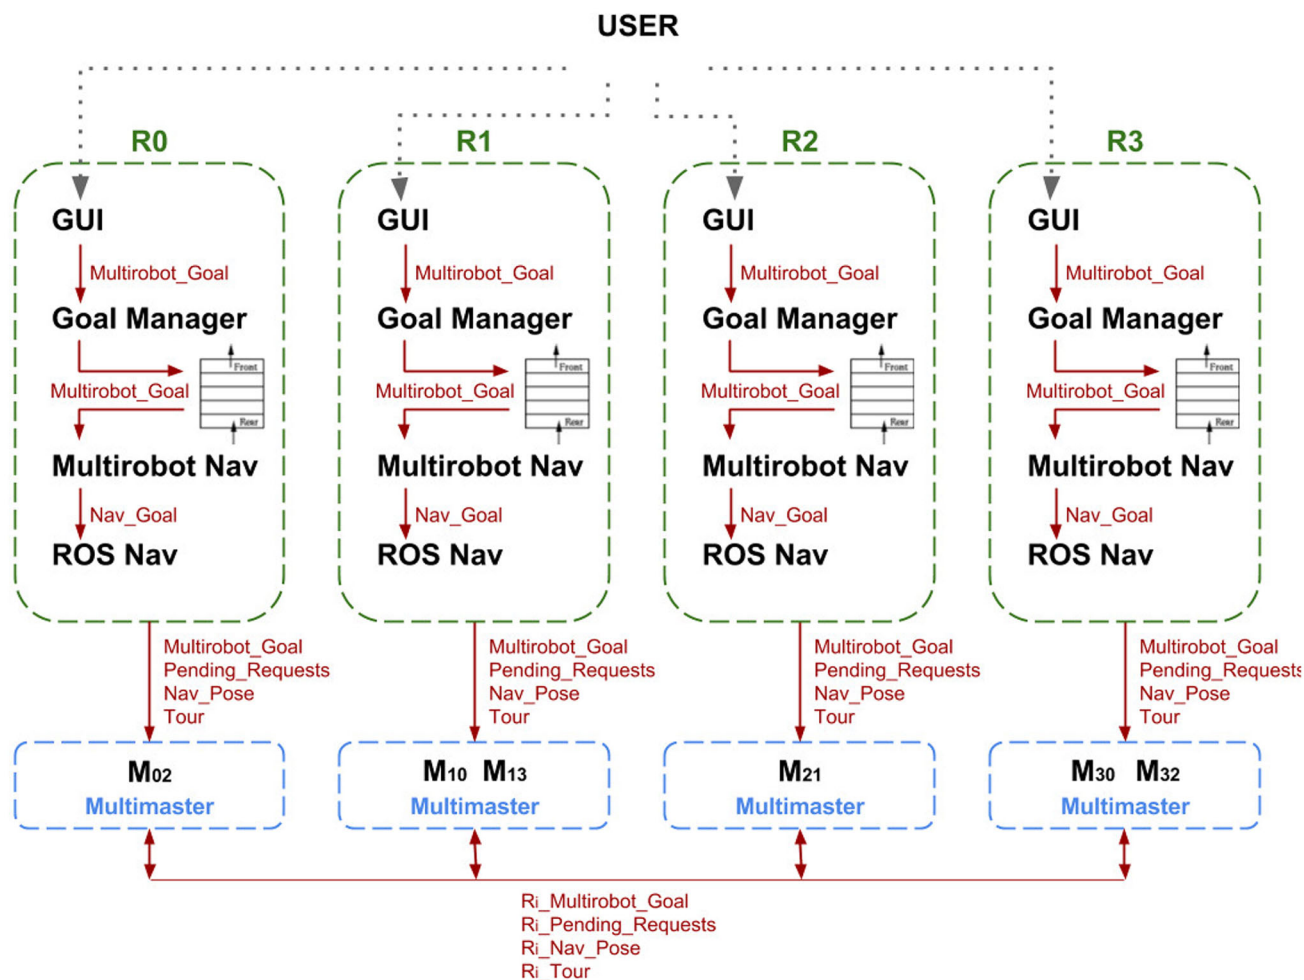 USER
R0 R1 R2 R3
GUI GUI GUI GUI
Multirobot_Goal Multirobot_Goal Multirobot_Goal Multirobot_Goal
Goal Manager Goal Manager Goal Manager Goal Manager
Front Front Front Front
Multirobot_Goal Multirobot_Goal Multirobot_Goal Multirobot_Goal
Rear Rear Rear Rear
Multirobot Nav Multirobot Nav Multirobot Nav Multirobot Nav
Nav_Goal Nav_Goal Nav_Goal Nav_Goal
ROS Nav ROS Nav ROS Nav ROS Nav
Multirobot_Goal Multirobot_Goal Multirobot_Goal Multirobot_Goal
Pending_Requests Pending_Requests Pending_Requests Pending_Requests
Nav_Pose Nav_Pose Nav_Pose Nav_Pose
Tour Tour Tour Tour
M02 M10 M13 M21 M30 M32
Multimaster Multimaster Multimaster Multimaster
Ri_Multirobot_Goal
Ri_Pending_Requests
Ri_Nav_Pose
Ri_Tour